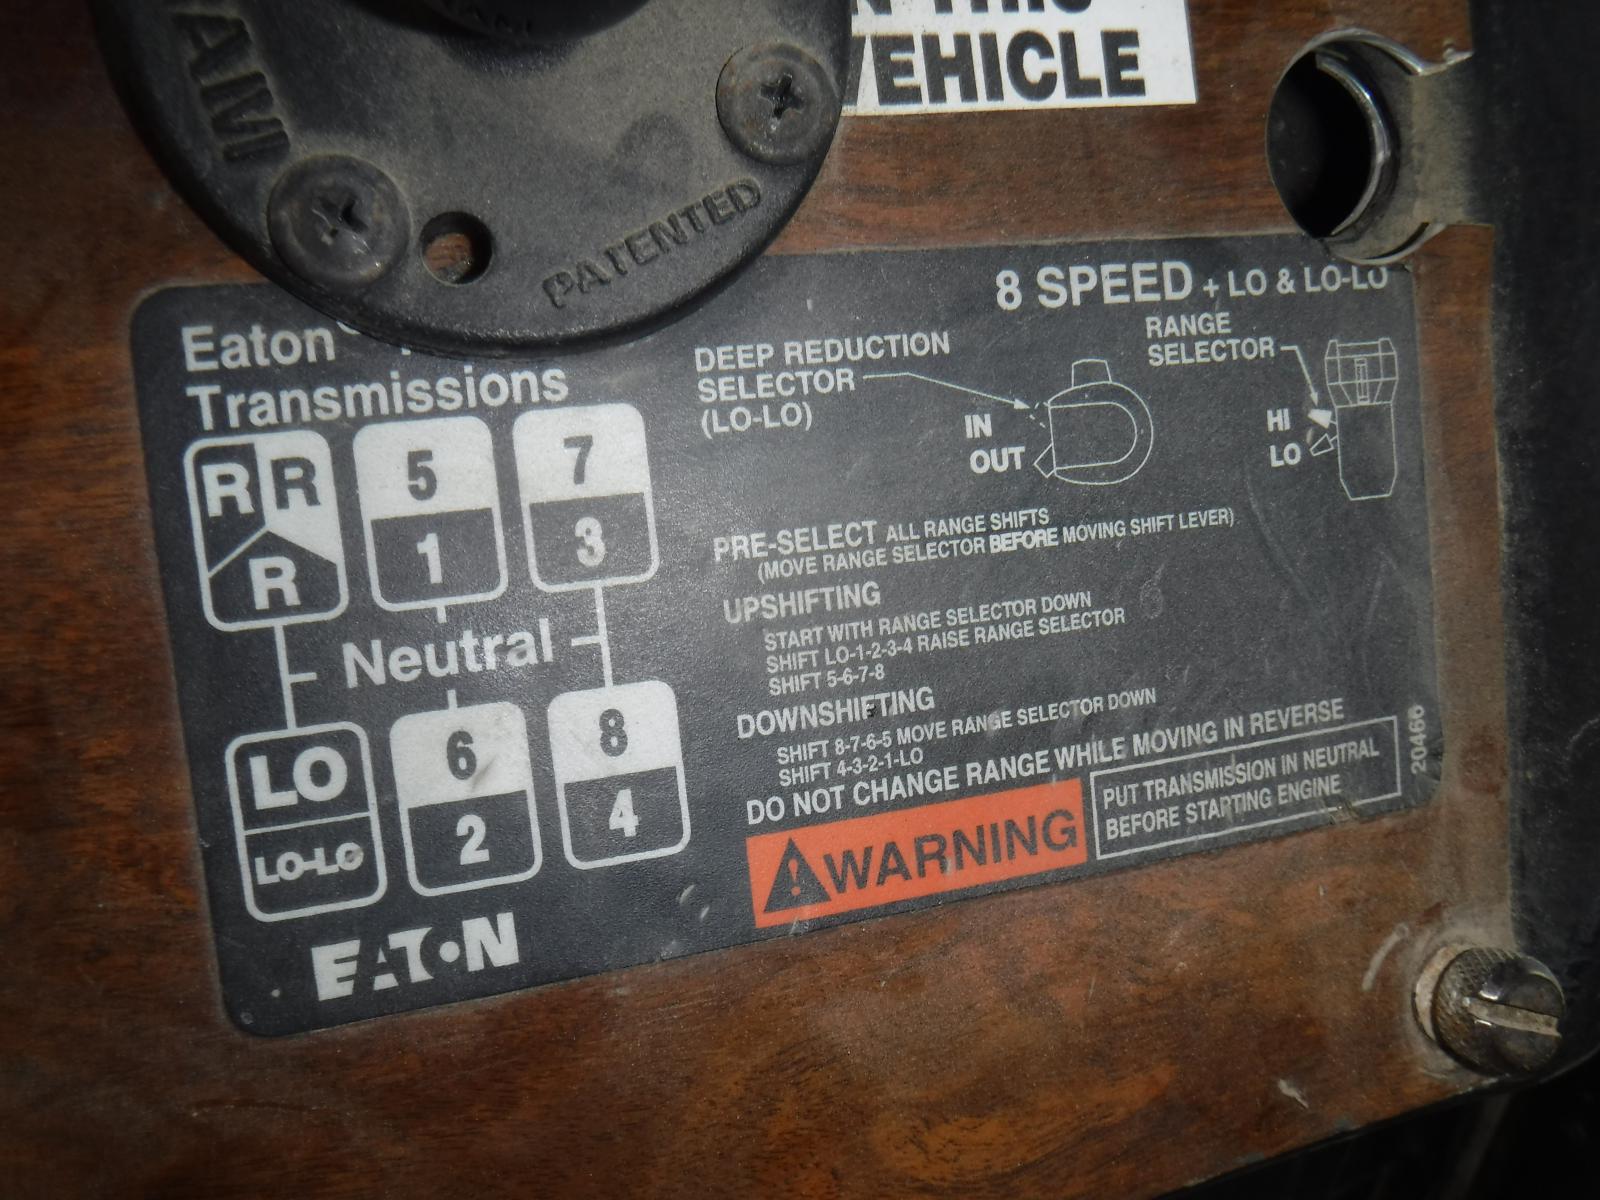 VEHICLE
PATENTED
8 SPEED + LO & LO-LO
Eaton
Transmissions
DEEP REDUCTION
SELECTOR
(LO-LO)
IN
OUT
RANGE
SELECTOR
HI
LO
R R 5 7
R 1 3
Neutral
LO 6 8
LO-LO 2 4
EATON
PRE-SELECT ALL RANGE SHIFTS
(MOVE RANGE SELECTOR BEFORE MOVING SHIFT LEVER)
UPSHIFTING
START WITH RANGE SELECTOR DOWN
SHIFT LO-1-2-3-4 RAISE RANGE SELECTOR
SHIFT 5-6-7-8
DOWNSHIFTING
SHIFT 8-7-6-5 MOVE RANGE SELECTOR DOWN
SHIFT 4-3-2-1-LO
DO NOT CHANGE RANGE WHILE MOVING IN REVERSE
WARNING
PUT TRANSMISSION IN NEUTRAL
BEFORE STARTING ENGINE
20466